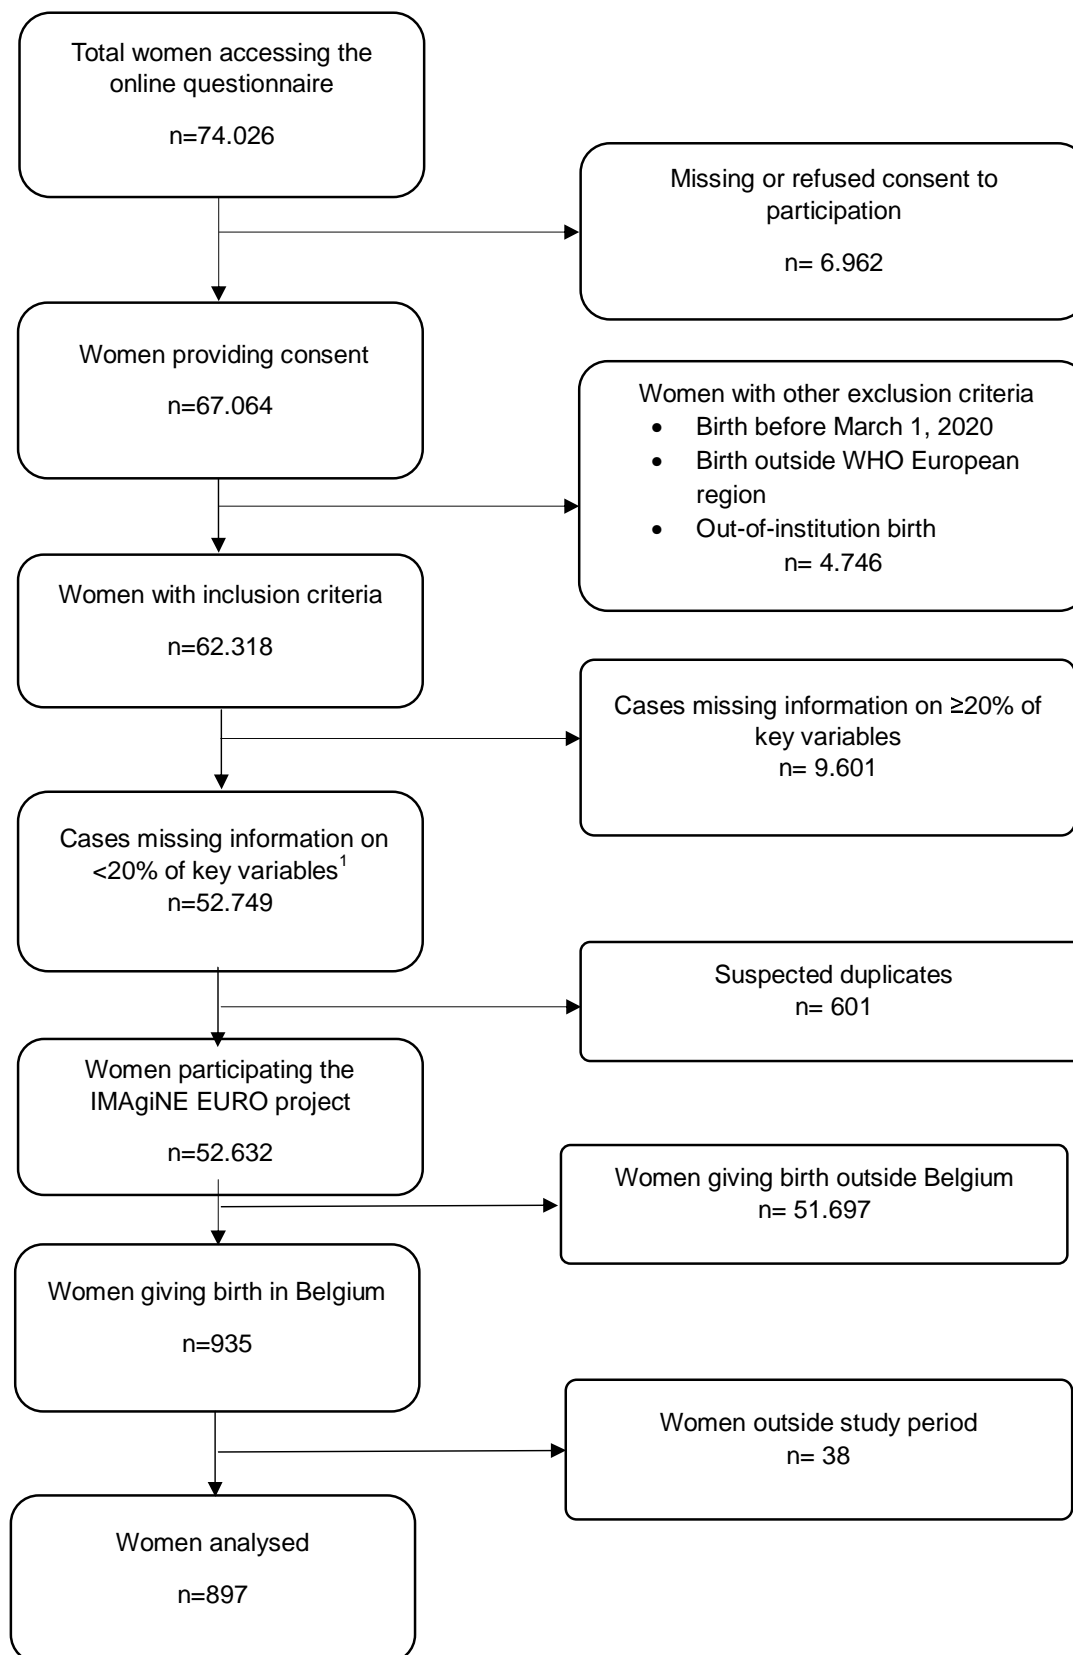 Total women accessing the
online questionnaire
n=74.026
Missing or refused consent to
participation
n= 6.962
Women providing consent
n=67.064
Women with other exclusion criteria
• Birth before March 1, 2020
• Birth outside WHO European
region
• Out-of-institution birth
n= 4.746
Women with inclusion criteria
n=62.318
Cases missing information on ≥20% of
key variables
n= 9.601
Cases missing information on
<20% of key variables¹
n=52.749
Suspected duplicates
n= 601
Women participating the
IMAgiNE EURO project
n=52.632
Women giving birth outside Belgium
n= 51.697
Women giving birth in Belgium
n=935
Women outside study period
n= 38
Women analysed
n=897